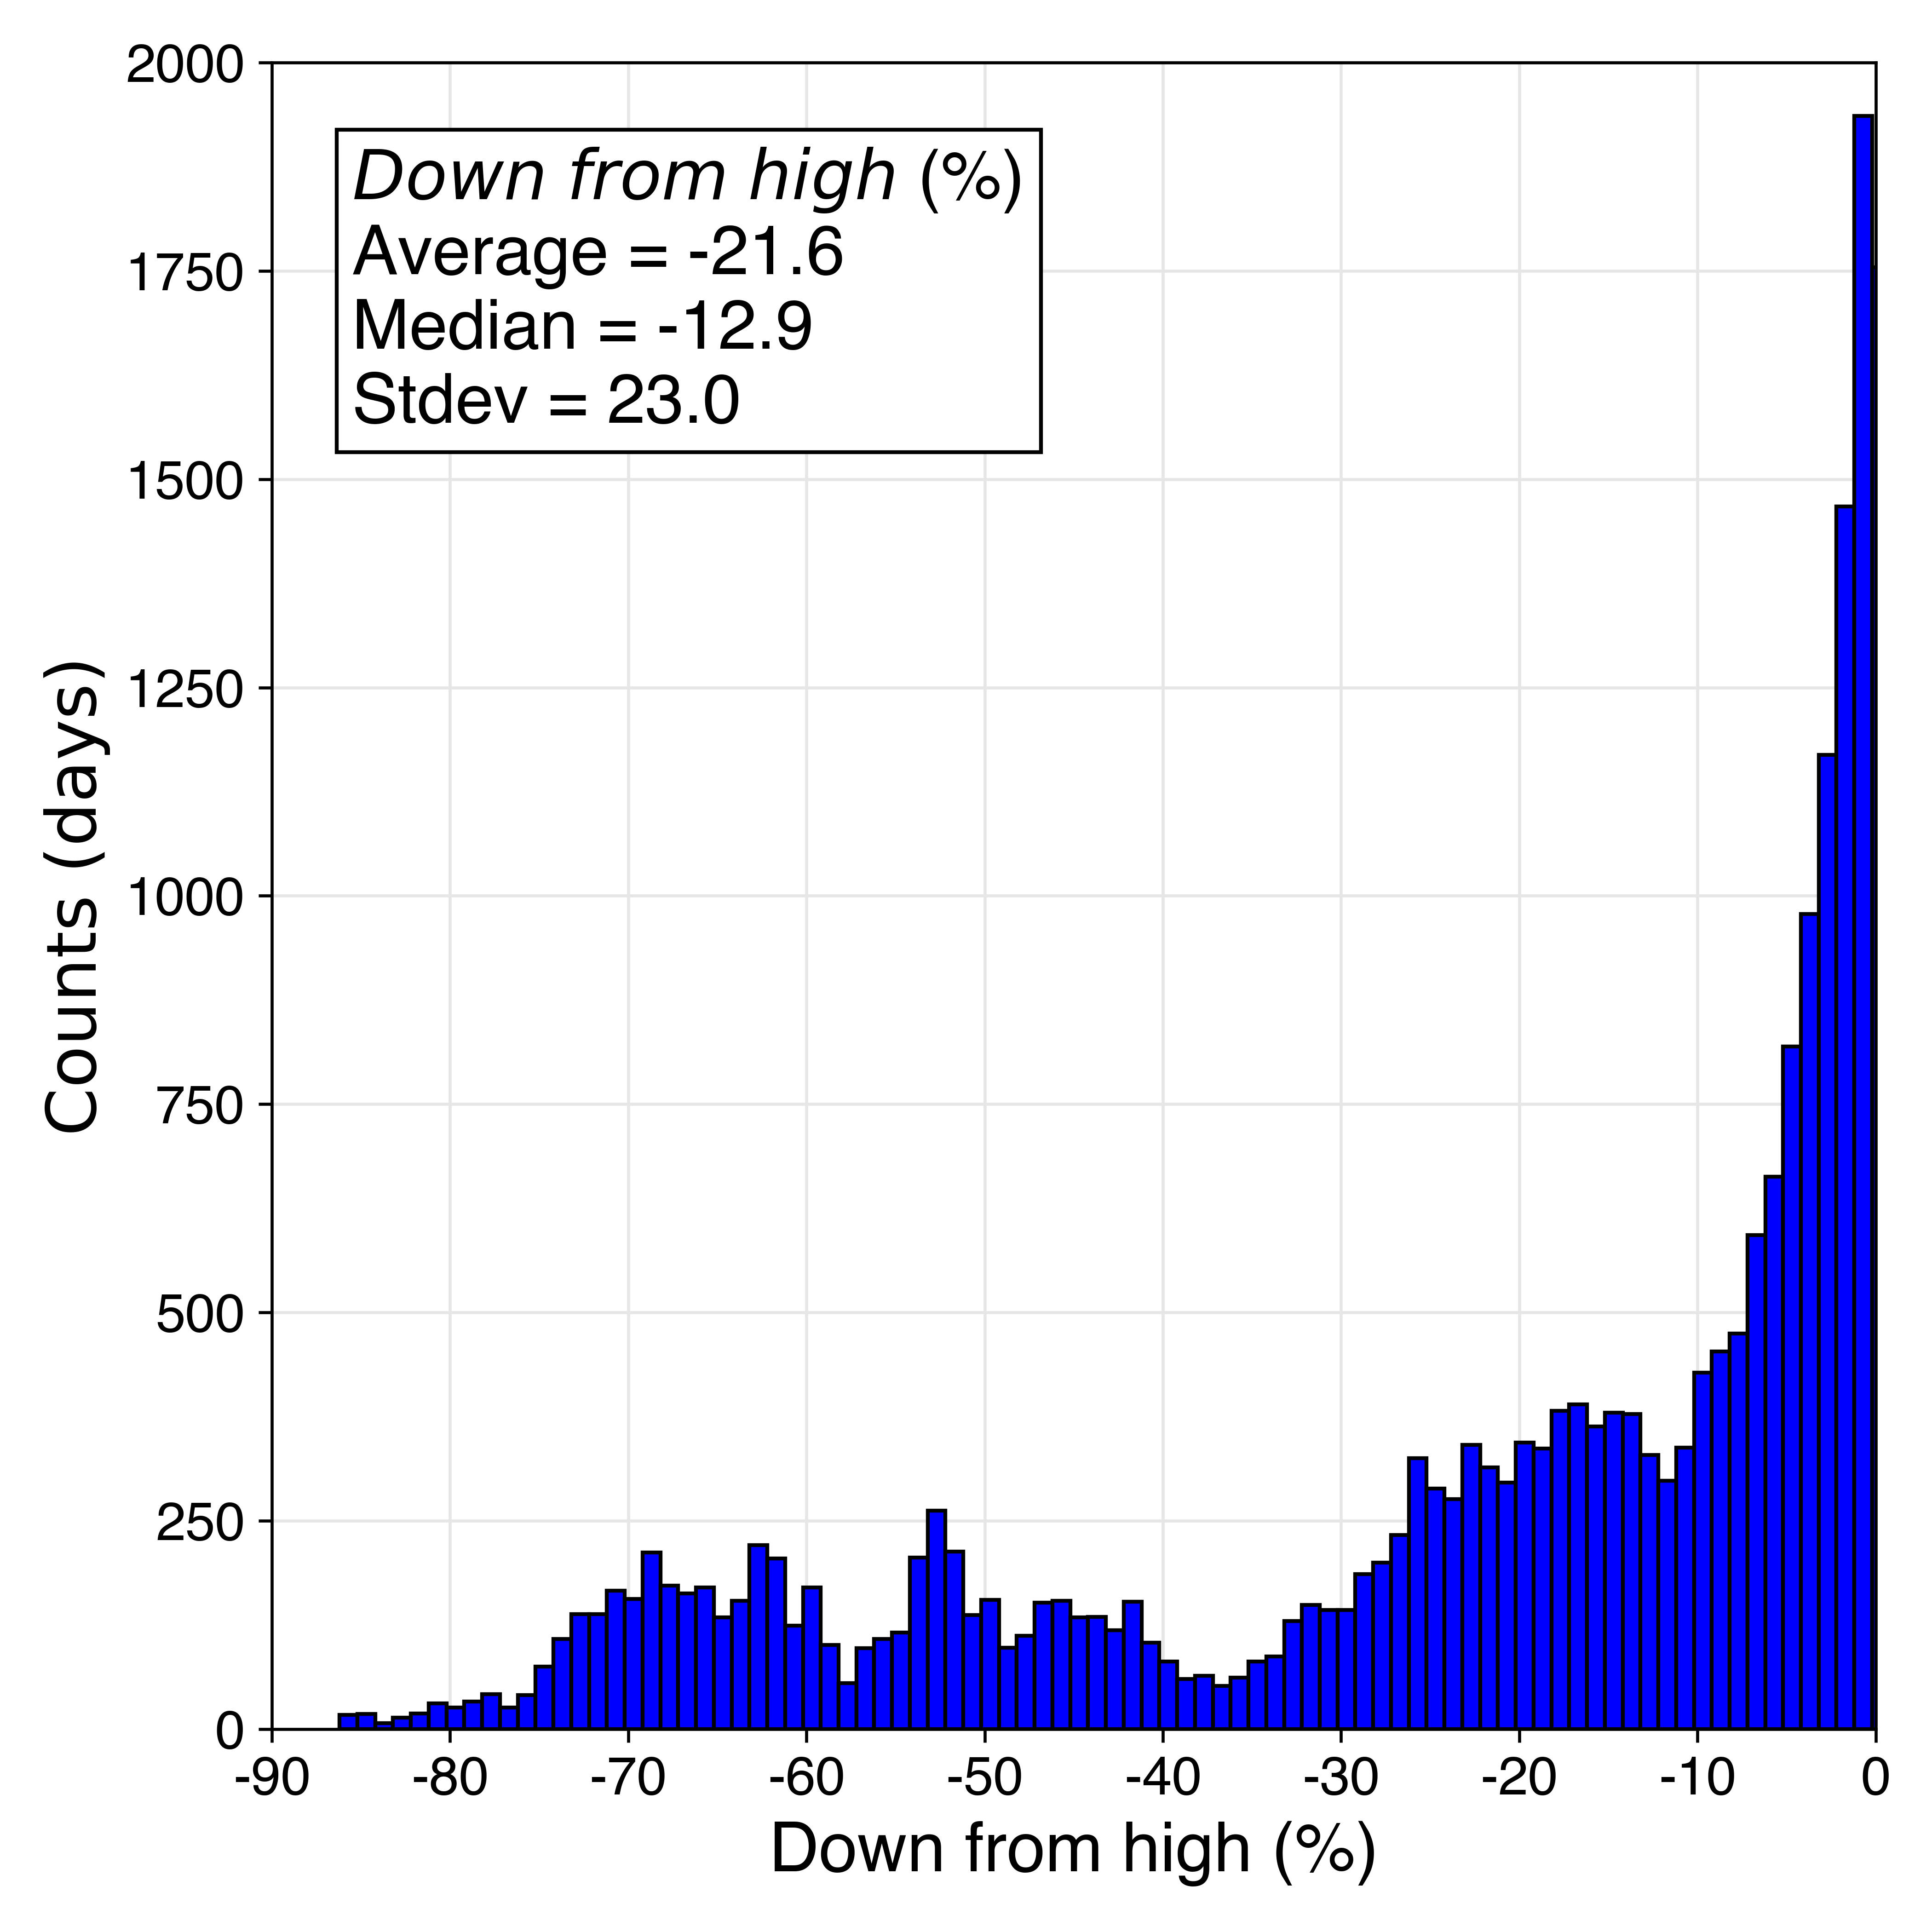 2000
1750
1500
1250
1000
750
500
250
0
Counts (days)
Down from high (%)
Average = -21.6
Median = -12.9
Stdev = 23.0
-90 -80 -70 -60 -50 -40 -30 -20 -10 0
Down from high (%)